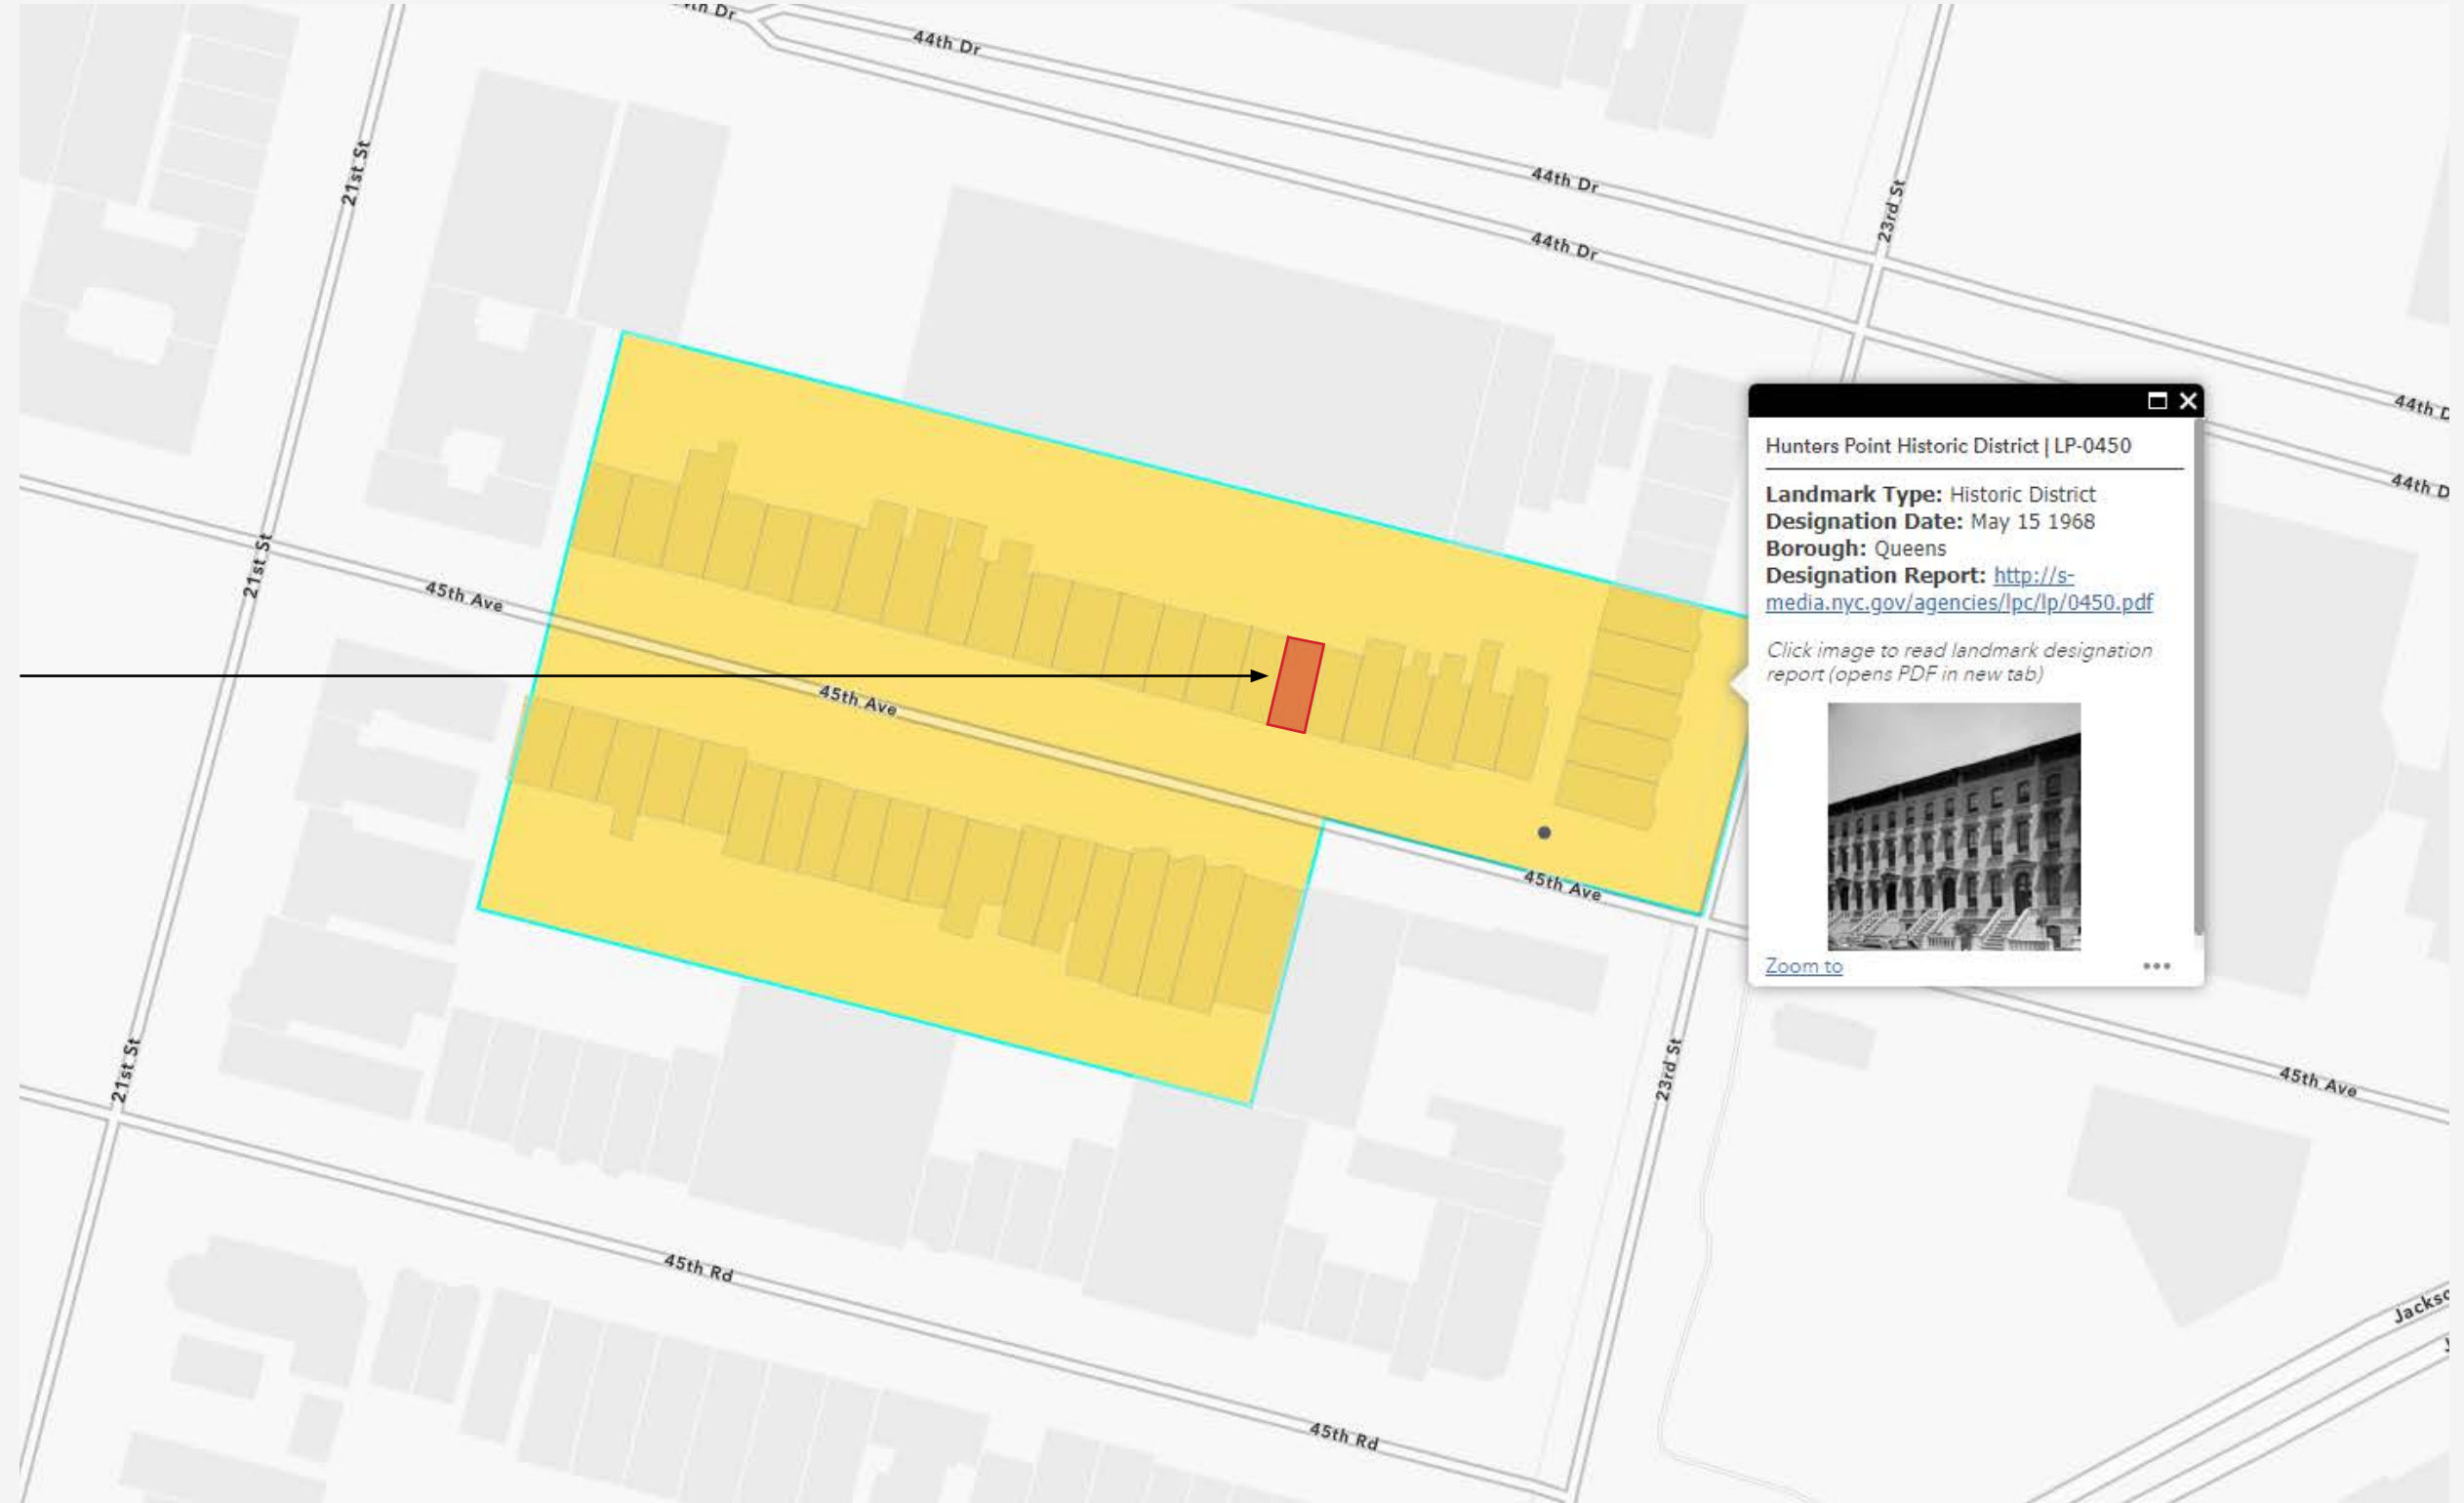 44th Dr
44th Dr
44th Dr
44th Dr
21st St
23rd St
Hunters Point Historic District | LP-0450
Landmark Type: Historic District
Designation Date: May 15 1968
Borough: Queens
Designation Report: http://s-
media.nyc.gov/agencies/lpc/lp/0450.pdf
Click image to read landmark designation
report (opens PDF in new tab)
Zoom to
21st St
45th Ave
45th Ave
45th Ave
23rd St
21st St
45th Ave
45th Rd
45th Rd